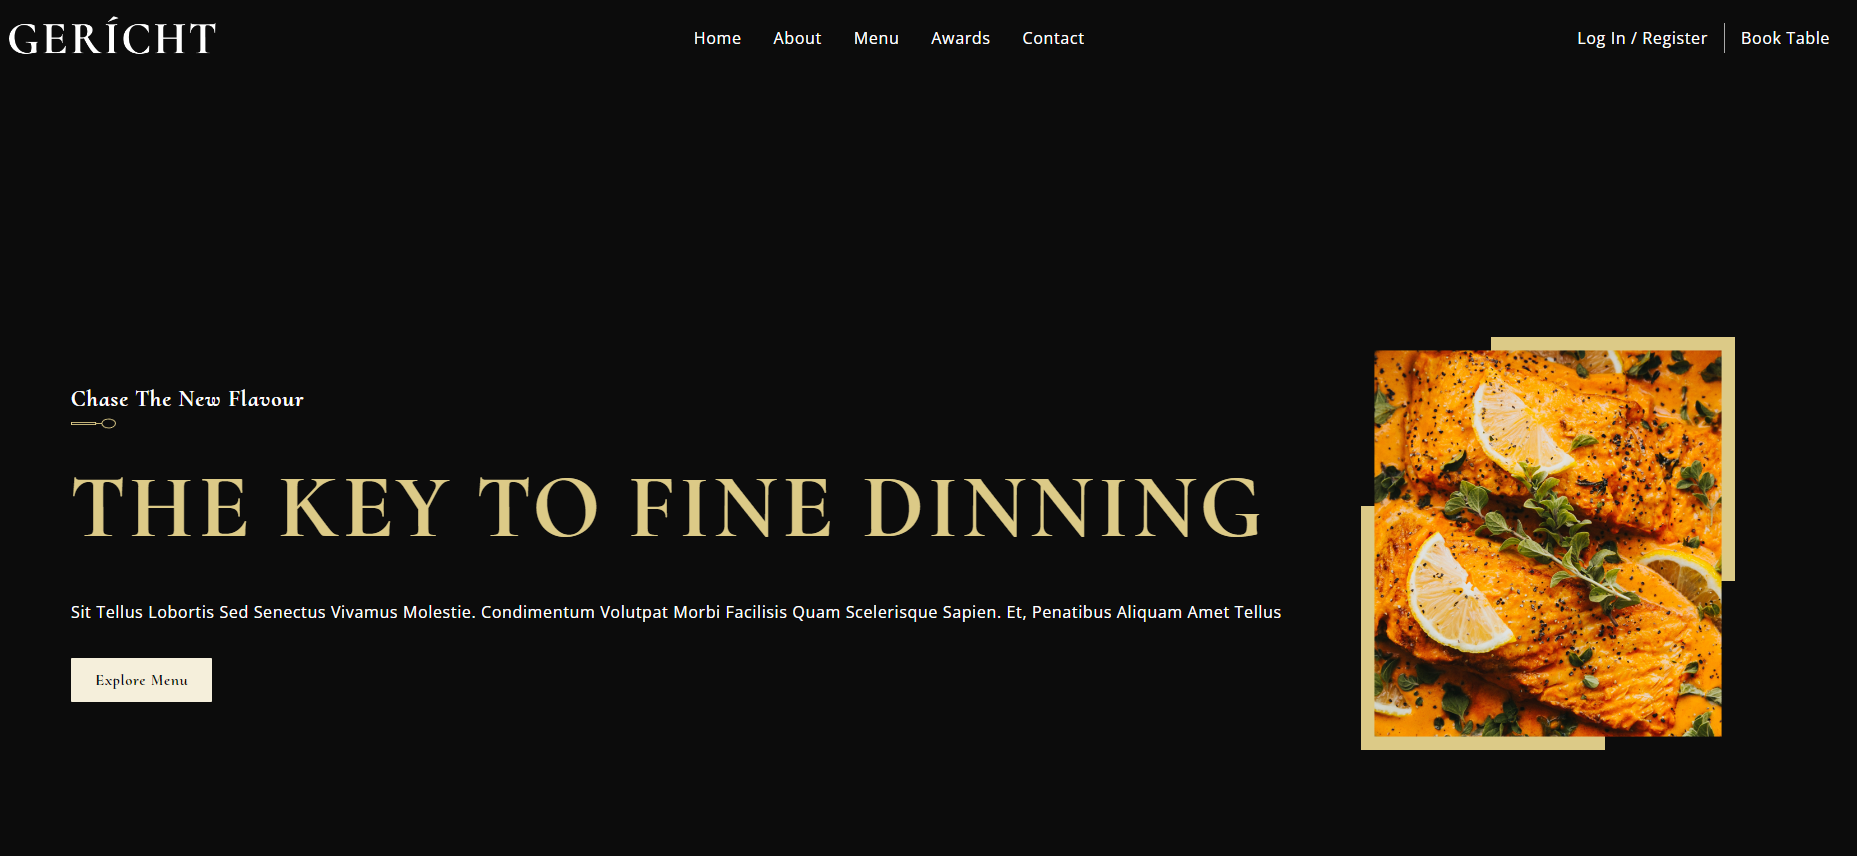 GERÍCHT
Home About Menu Awards Contact
Log In / Register Book Table
Chase The New Flavour
THE KEY TO FINE DINNING
Sit Tellus Lobortis Sed Senectus Vivamus Molestie. Condimentum Volutpat Morbi Facilisis Quam Scelerisque Sapien. Et, Penatibus Aliquam Amet Tellus
Explore Menu